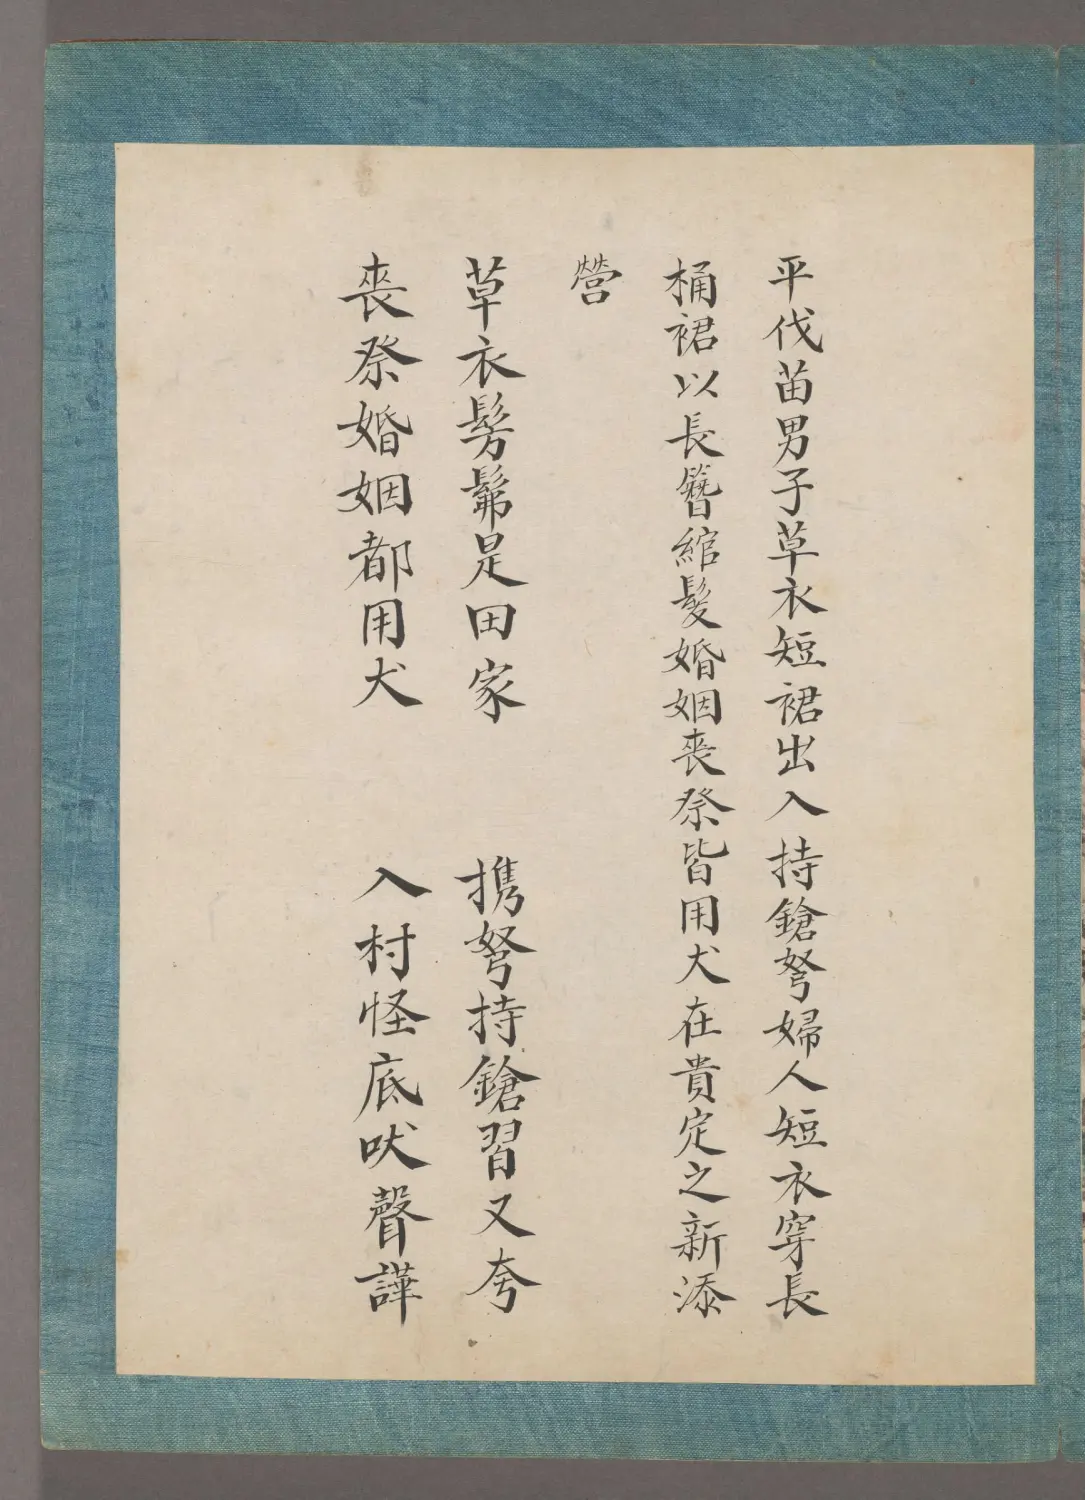 平伐苗男子草衣短裙出入持鎗弩婦人短衣穿長
桶裙以長簪綰髮婚姻喪祭皆用犬在貴定之新添
營
草衣髣髴是田家　携弩持鎗習又夸
喪祭婚姻都用犬　入村怪底吠聲譁